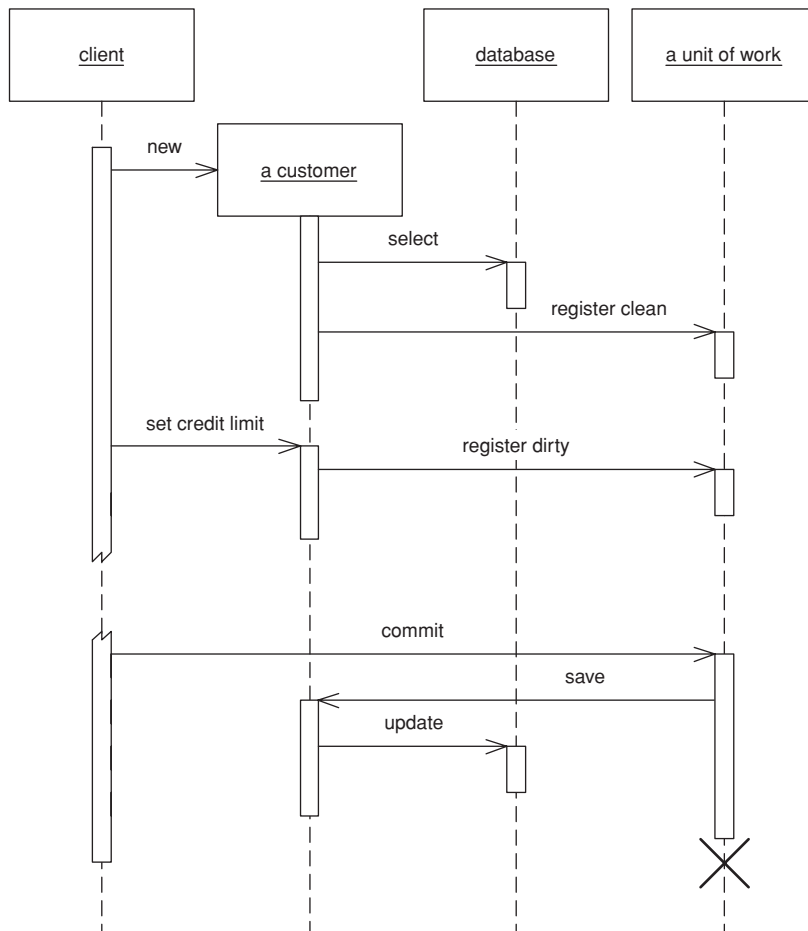 client
database
a unit of work
new
a customer
select
register clean
set credit limit
register dirty
commit
save
update